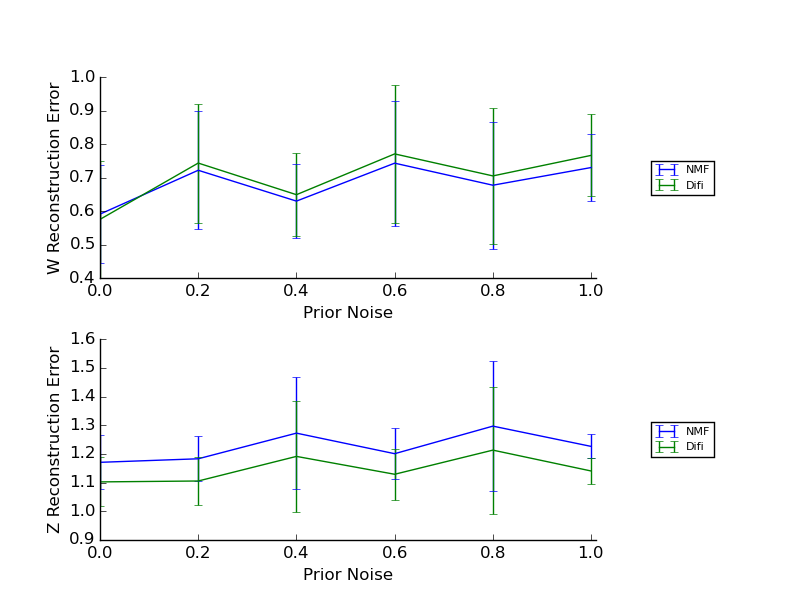 1.0
0.9
0.8
0.7
0.6
0.5
0.4
W Reconstruction Error
0.0 0.2 0.4 0.6 0.8 1.0
Prior Noise
NMF
Difi
1.6
1.5
1.4
1.3
1.2
1.1
1.0
0.9
Z Reconstruction Error
0.0 0.2 0.4 0.6 0.8 1.0
Prior Noise
NMF
Difi